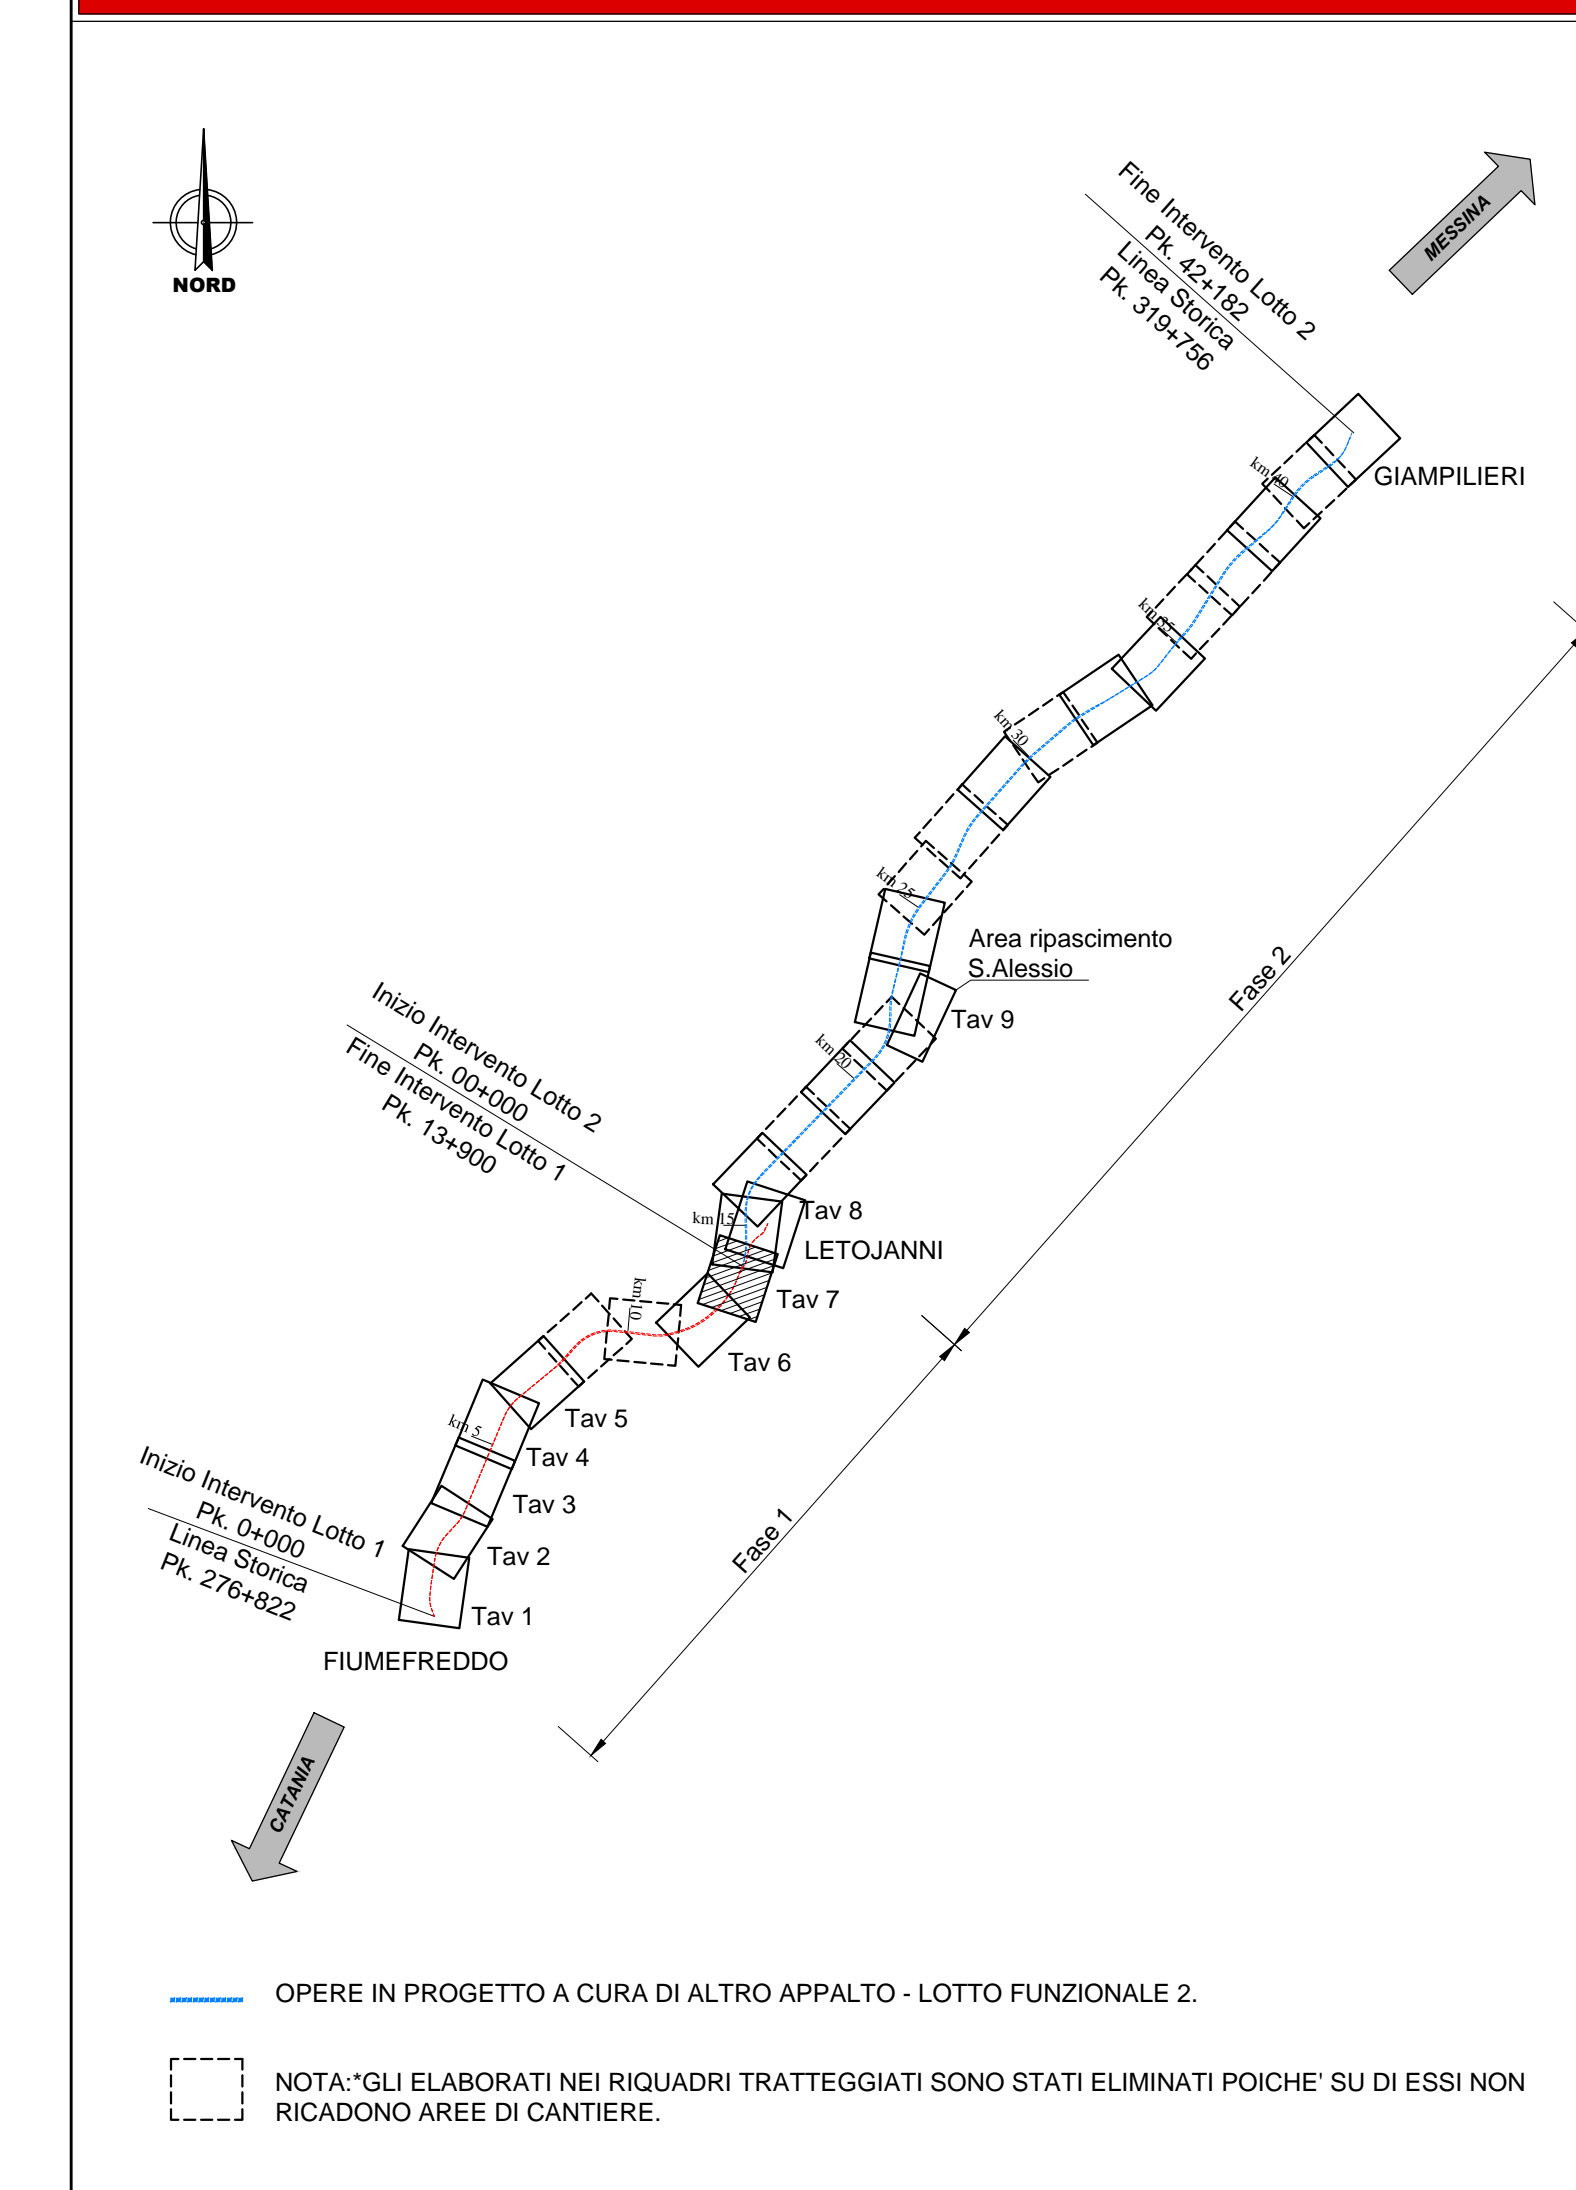 NORD
MESSINA
Fine Intervento Lotto 2
Pk. 42+182
Linea Storica
Pk. 319+756
km 40
GIAMPILIERI
km 35
km 30
km 25
Area ripascimento
S.Alessio
Tav 9
Fase 2
km 20
Inizio Intervento Lotto 2
Pk. 00+000
Fine Intervento Lotto 1
Pk. 13+900
km 15
Tav 8
LETOJANNI
km 10
Tav 7
Tav 6
Tav 5
km 5
Tav 4
Tav 3
Inizio Intervento Lotto 1
Pk. 0+000
Linea Storica
Pk. 276+822
Tav 2
Fase 1
Tav 1
FIUMEFREDDO
CATANIA
OPERE IN PROGETTO A CURA DI ALTRO APPALTO - LOTTO FUNZIONALE 2.
NOTA:*GLI ELABORATI NEI RIQUADRI TRATTEGGIATI SONO STATI ELIMINATI POICHE' SU DI ESSI NON
RICADONO AREE DI CANTIERE.